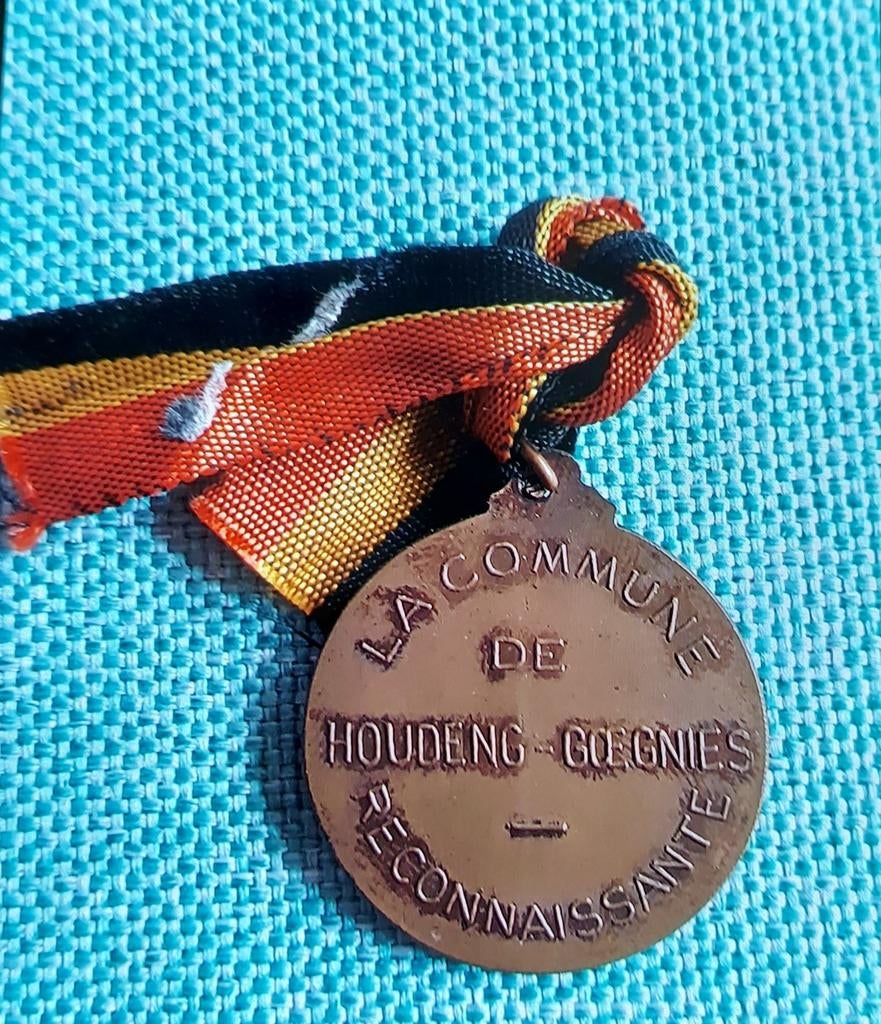 LA COMMUNE
DE
HOUDENG - GŒGNIES
RECONNAISSANTE